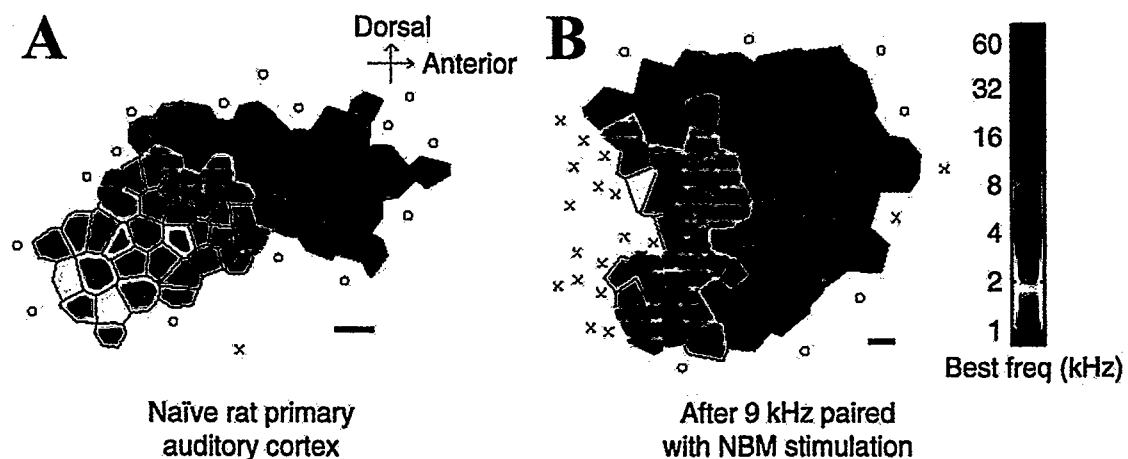 A
Dorsal
Anterior
B
60
32
16
8
4
2
1
Best freq (kHz)
Naïve rat primary
auditory cortex
After 9 kHz paired
with NBM stimulation